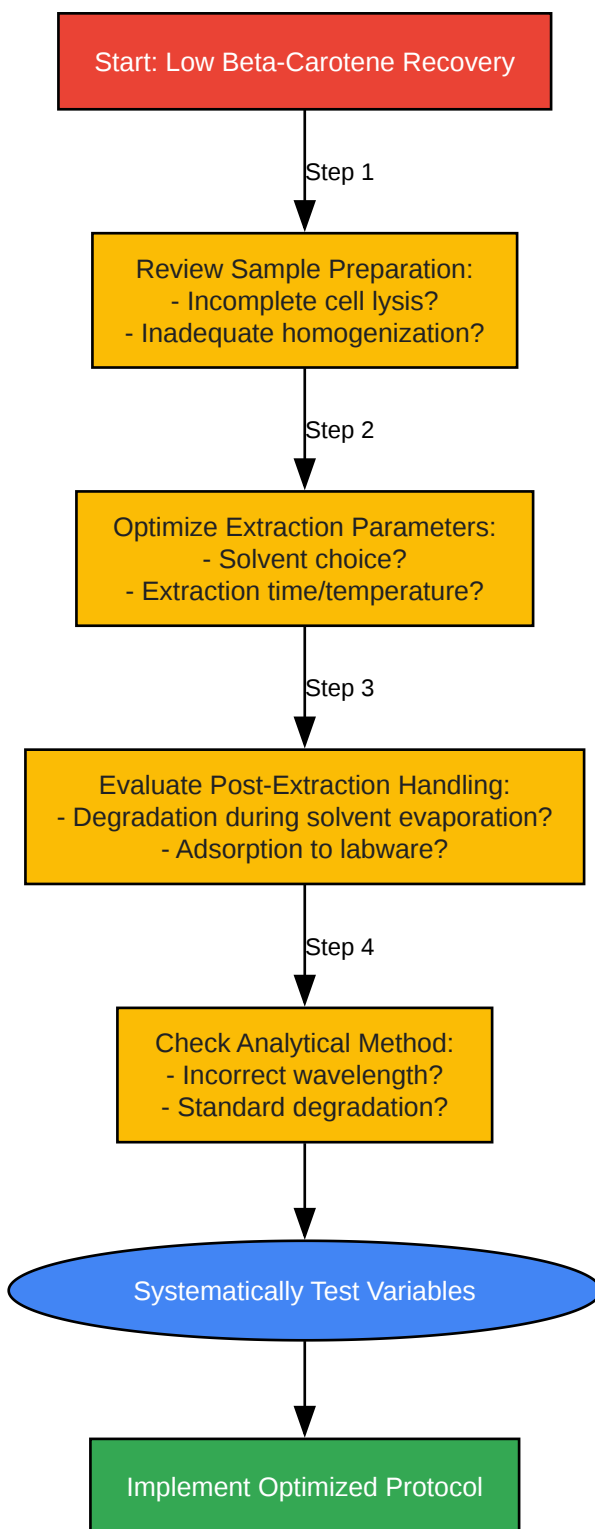 Start: Low Beta-Carotene Recovery
Step 1
Review Sample Preparation:
- Incomplete cell lysis?
- Inadequate homogenization?
Step 2
Optimize Extraction Parameters:
- Solvent choice?
- Extraction time/temperature?
Step 3
Evaluate Post-Extraction Handling:
- Degradation during solvent evaporation?
- Adsorption to labware?
Step 4
Check Analytical Method:
- Incorrect wavelength?
- Standard degradation?
Systematically Test Variables
Implement Optimized Protocol